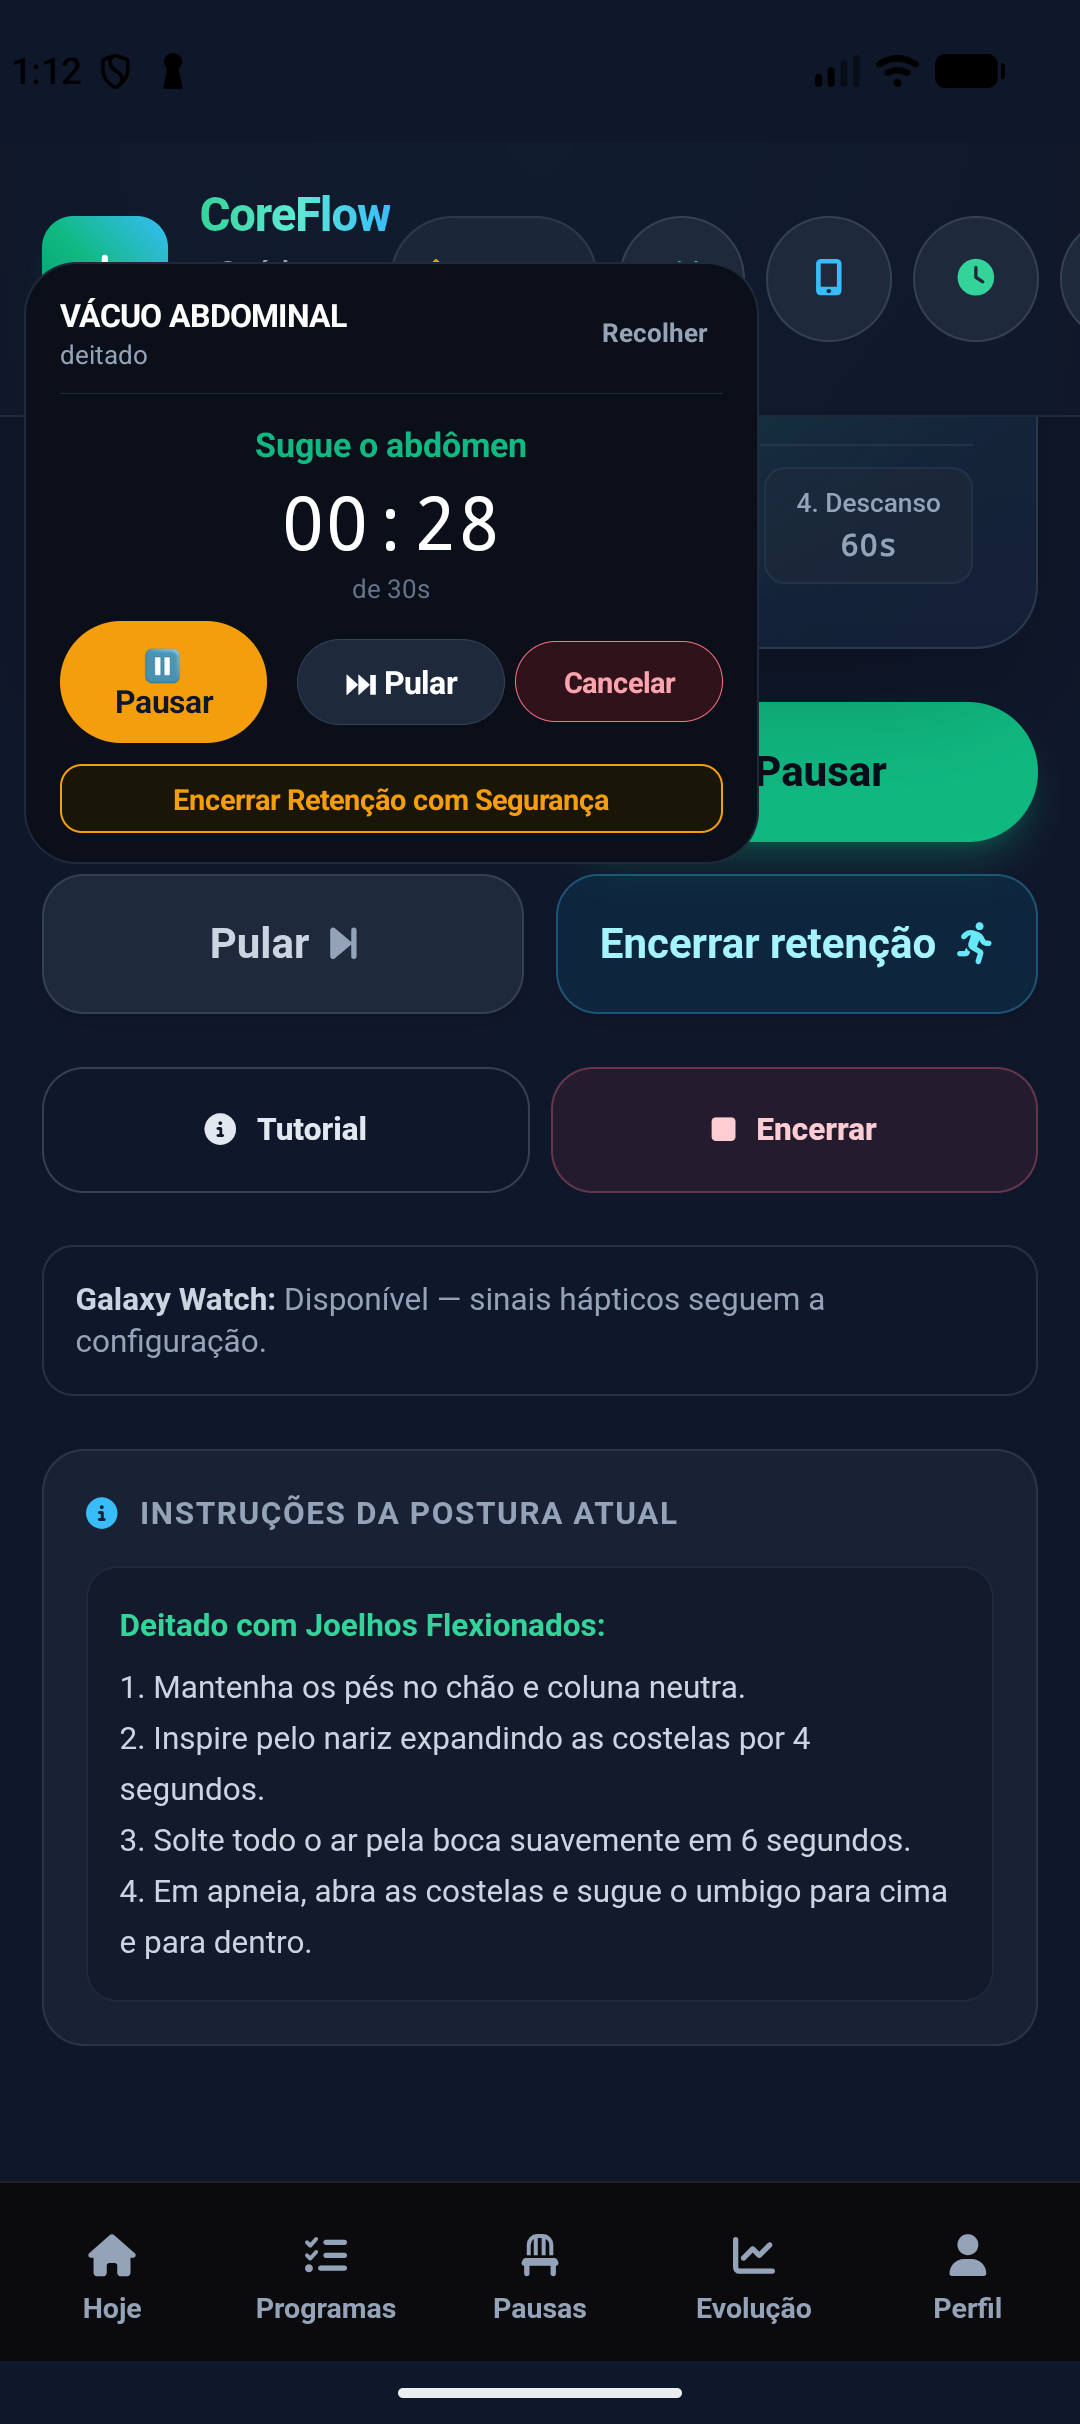 1:12
CoreFlow
VÁCUO ABDOMINAL
deitado
Recolher
Sugue o abdômen
00:28
de 30s
Pausar
Pular
Cancelar
Encerrar Retenção com Segurança
4. Descanso
60s
Pausar
Pular
Encerrar retenção
Tutorial
Encerrar
Galaxy Watch: Disponível — sinais hápticos seguem a
configuração.
INSTRUÇÕES DA POSTURA ATUAL
Deitado com Joelhos Flexionados:
1. Mantenha os pés no chão e coluna neutra.
2. Inspire pelo nariz expandindo as costelas por 4
segundos.
3. Solte todo o ar pela boca suavemente em 6 segundos.
4. Em apneia, abra as costelas e sugue o umbigo para cima
e para dentro.
Hoje
Programas
Pausas
Evolução
Perfil